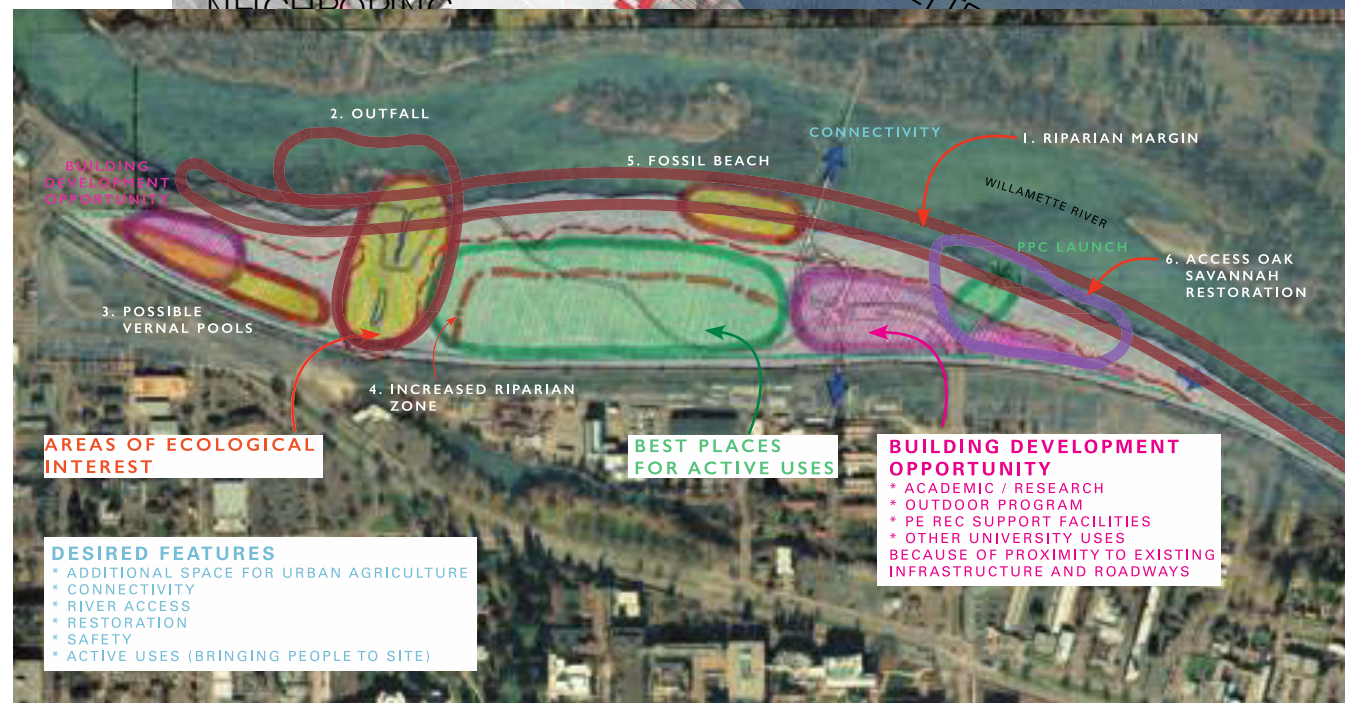 NEIGHBORING
2. OUTFALL
CONNECTIVITY
1. RIPARIAN MARGIN
5. FOSSIL BEACH
BUILDING
DEVELOPMENT
OPPORTUNITY
WILLAMETTE RIVER
PPC LAUNCH
6. ACCESS OAK
SAVANNAH
RESTORATION
3. POSSIBLE
VERNAL POOLS
4. INCREASED RIPARIAN
ZONE
AREAS OF ECOLOGICAL
INTEREST
BEST PLACES
FOR ACTIVE USES
BUILDING DEVELOPMENT
OPPORTUNITY
* ACADEMIC / RESEARCH
* OUTDOOR PROGRAM
* PE REC SUPPORT FACILITIES
* OTHER UNIVERSITY USES
BECAUSE OF PROXIMITY TO EXISTING
INFRASTRUCTURE AND ROADWAYS
DESIRED FEATURES
* ADDITIONAL SPACE FOR URBAN AGRICULTURE
* CONNECTIVITY
* RIVER ACCESS
* RESTORATION
* SAFETY
* ACTIVE USES (BRINGING PEOPLE TO SITE)